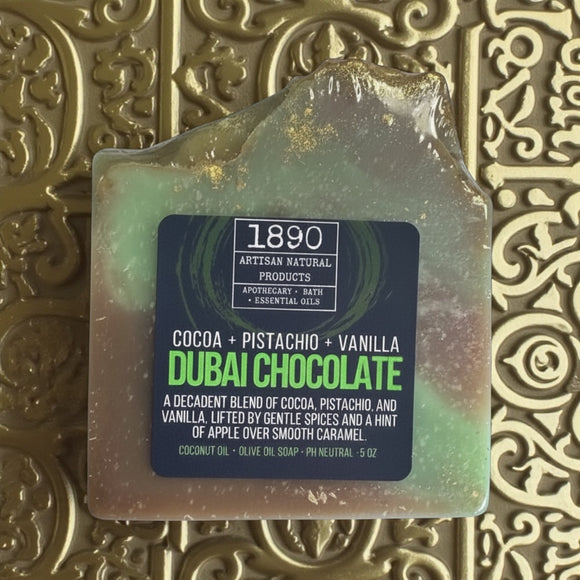 1890
ARTISAN NATURAL
PRODUCTS
APOTHECARY · BATH
· ESSENTIAL OILS
COCOA + PISTACHIO + VANILLA
DUBAI CHOCOLATE
A DECADENT BLEND OF COCOA, PISTACHIO, AND
VANILLA, LIFTED BY GENTLE SPICES AND A HINT
OF APPLE OVER SMOOTH CARAMEL.
COCONUT OIL · OLIVE OIL SOAP · PH NEUTRAL · 5 OZ